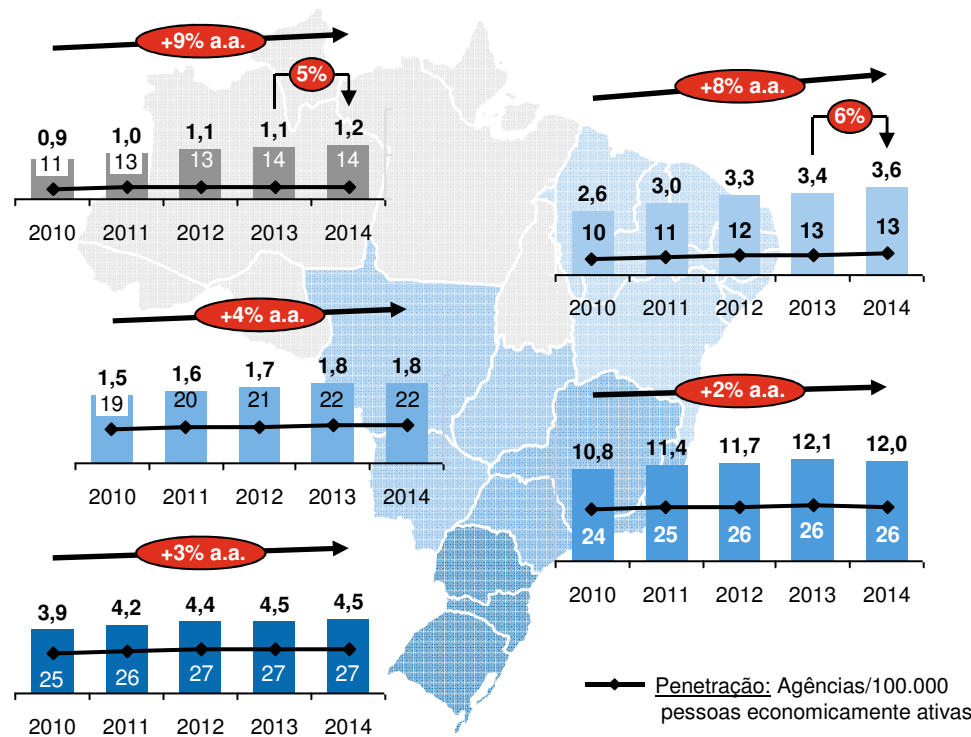 +9% a.a.
5%
0,9 1,0 1,1 1,1 1,2
11 13 13 14 14
2010 2011 2012 2013 2014
+8% a.a.
6%
2,6 3,0 3,3 3,4 3,6
10 11 12 13 13
2010 2011 2012 2013 2014
+4% a.a.
1,5 1,6 1,7 1,8 1,8
19 20 21 22 22
2010 2011 2012 2013 2014
+2% a.a.
10,8 11,4 11,7 12,1 12,0
24 25 26 26 26
2010 2011 2012 2013 2014
+3% a.a.
3,9 4,2 4,4 4,5 4,5
25 26 27 27 27
2010 2011 2012 2013 2014
Penetração: Agências/100.000
pessoas economicamente ativas